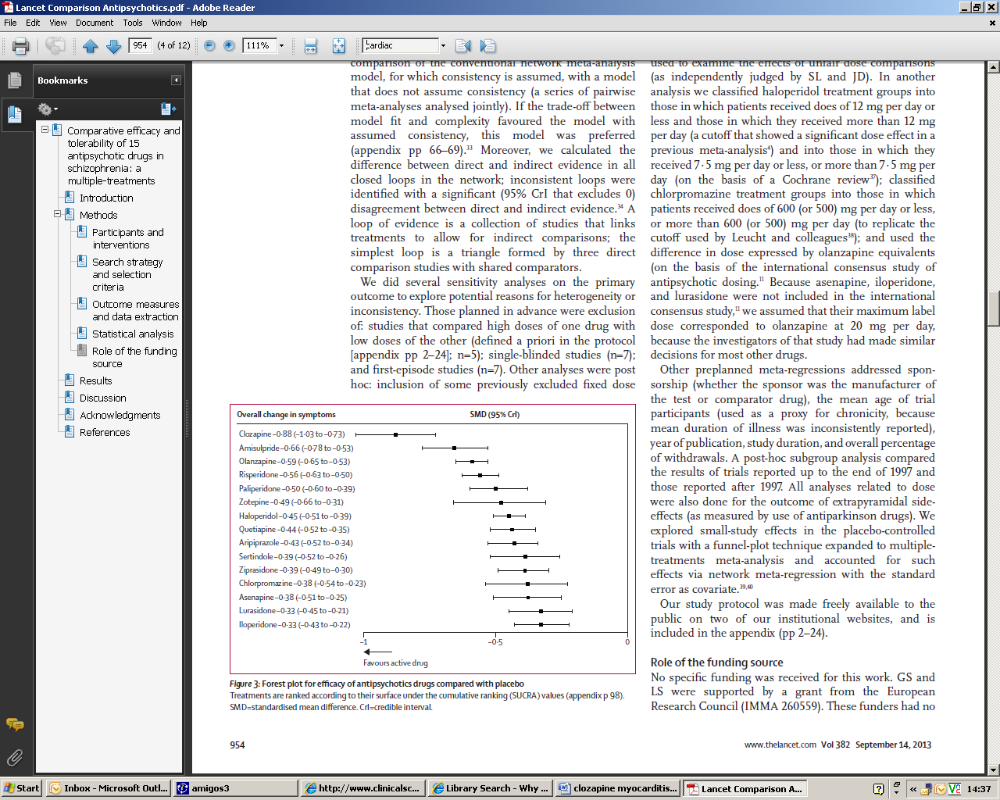 Lancet Comparison Antipsychotics.pdf - Adobe Reader
File Edit View Document Tools Window Help
954 (4 of 12) 111% cardiac
Bookmarks
Comparative efficacy and
tolerability of 15
antipsychotic drugs in
schizophrenia: a
multiple-treatments
Introduction
Methods
Participants and
interventions
Search strategy
and selection
criteria
Outcome measures
and data extraction
Statistical analysis
Role of the funding
source
Results
Discussion
Acknowledgments
References
comparison of the conventional network meta-analysis
model, for which consistency is assumed, with a model
that does not assume consistency (a series of pairwise
meta-analyses analysed jointly). If the trade-off between
model fit and complexity favoured the model with
assumed consistency, this model was preferred
(appendix pp 66–69).33 Moreover, we calculated the
difference between direct and indirect evidence in all
closed loops in the network; inconsistent loops were
identified with a significant (95% CrI that excludes 0)
disagreement between direct and indirect evidence.34 A
loop of evidence is a collection of studies that links
treatments to allow for indirect comparisons; the
simplest loop is a triangle formed by three direct
comparison studies with shared comparators.
We did several sensitivity analyses on the primary
outcome to explore potential reasons for heterogeneity or
inconsistency. Those planned in advance were exclusion
of: studies that compared high doses of one drug with
low doses of the other (defined a priori in the protocol
[appendix pp 2–24]; n=5); single-blinded studies (n=7);
and first-episode studies (n=7). Other analyses were post
hoc: inclusion of some previously excluded fixed dose
Overall change in symptoms SMD (95% CrI)
Clozapine –0·88 (–1·03 to –0·73)
Amisulpride –0·66 (–0·78 to –0·53)
Olanzapine –0·59 (–0·65 to –0·53)
Risperidone –0·56 (–0·63 to –0·50)
Paliperidone –0·50 (–0·60 to –0·39)
Zotepine –0·49 (–0·66 to –0·31)
Haloperidol –0·45 (–0·51 to –0·39)
Quetiapine –0·44 (–0·52 to –0·35)
Aripiprazole –0·43 (–0·52 to –0·34)
Sertindole –0·39 (–0·52 to –0·26)
Ziprasidone –0·39 (–0·49 to –0·30)
Chlorpromazine –0·38 (–0·54 to –0·23)
Asenapine –0·38 (–0·51 to –0·25)
Lurasidone –0·33 (–0·45 to –0·21)
Iloperidone –0·33 (–0·43 to –0·22)
–1 –0·5 0
Favours active drug
Figure 3: Forest plot for efficacy of antipsychotics drugs compared with placebo
Treatments are ranked according to their surface under the cumulative ranking (SUCRA) values (appendix p 98).
SMD=standardised mean difference. CrI=credible interval.
used to examine the effects of unfair dose comparisons
(as independently judged by SL and JD). In another
analysis we classified haloperidol treatment groups into
those in which patients received does of 12 mg per day or
less and those in which they received more than 12 mg
per day (a cutoff that showed a significant dose effect in a
previous meta-analysis4) and into those in which they
received 7·5 mg per day or less, or more than 7·5 mg per
day (on the basis of a Cochrane review37); classified
chlorpromazine treatment groups into those in which
patients received does of 600 (or 500) mg per day or less,
or more than 600 (or 500) mg per day (to replicate the
cutoff used by Leucht and colleagues38); and used the
difference in dose expressed by olanzapine equivalents
(on the basis of the international consensus study of
antipsychotic dosing.11 Because asenapine, iloperidone,
and lurasidone were not included in the international
consensus study,11 we assumed that their maximum label
dose corresponded to olanzapine at 20 mg per day,
because the investigators of that study had made similar
decisions for most other drugs.
Other preplanned meta-regressions addressed spon-
sorship (whether the sponsor was the manufacturer of
the test or comparator drug), the mean age of trial
participants (used as a proxy for chronicity, because
mean duration of illness was inconsistently reported),
year of publication, study duration, and overall percentage
of withdrawals. A post-hoc subgroup analysis compared
the results of trials reported up to the end of 1997 and
those reported after 1997. All analyses related to dose
were also done for the outcome of extrapyramidal side-
effects (as measured by use of antiparkinson drugs). We
explored small-study effects in the placebo-controlled
trials with a funnel-plot technique expanded to multiple-
treatments meta-analysis and accounted for such
effects via network meta-regression with the standard
error as covariate.39,40
Our study protocol was made freely available to the
public on two of our institutional websites, and is
included in the appendix (pp 2–24).
Role of the funding source
No specific funding was received for this work. GS and
LS were supported by a grant from the European
Research Council (IMMA 260559). These funders had no
954 www.thelancet.com Vol 382 September 14, 2013
Start Inbox - Microsoft Outl... amigos3 http://www.clinicalsc... Library Search - Why ... clozapine myocarditis... Lancet Comparison A... 14:37